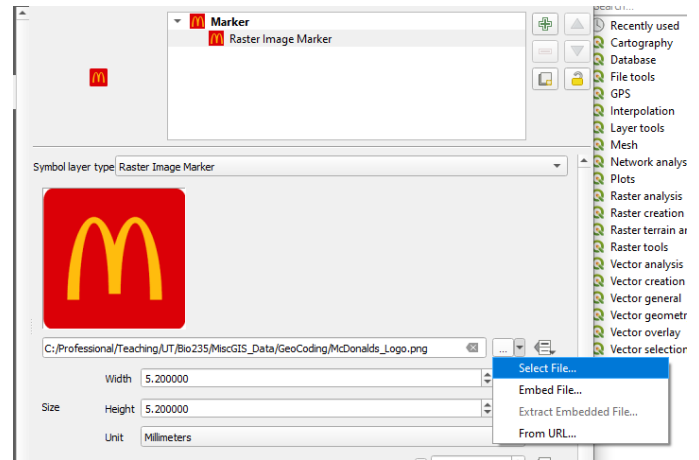 Marker
Raster Image Marker
Symbol layer type Raster Image Marker
C:/Professional/Teaching/UT/Bio235/MiscGIS_Data/GeoCoding/McDonalds_Logo.png
...
Width 5.200000
Size
Height 5.200000
Unit Millimeters
Select File...
Embed File...
Extract Embedded File...
From URL...
Search...
Recently used
Cartography
Database
File tools
GPS
Interpolation
Layer tools
Mesh
Network analys
Plots
Raster analysis
Raster creation
Raster terrain an
Raster tools
Vector analysis
Vector creation
Vector general
Vector geometr
Vector overlay
Vector selection